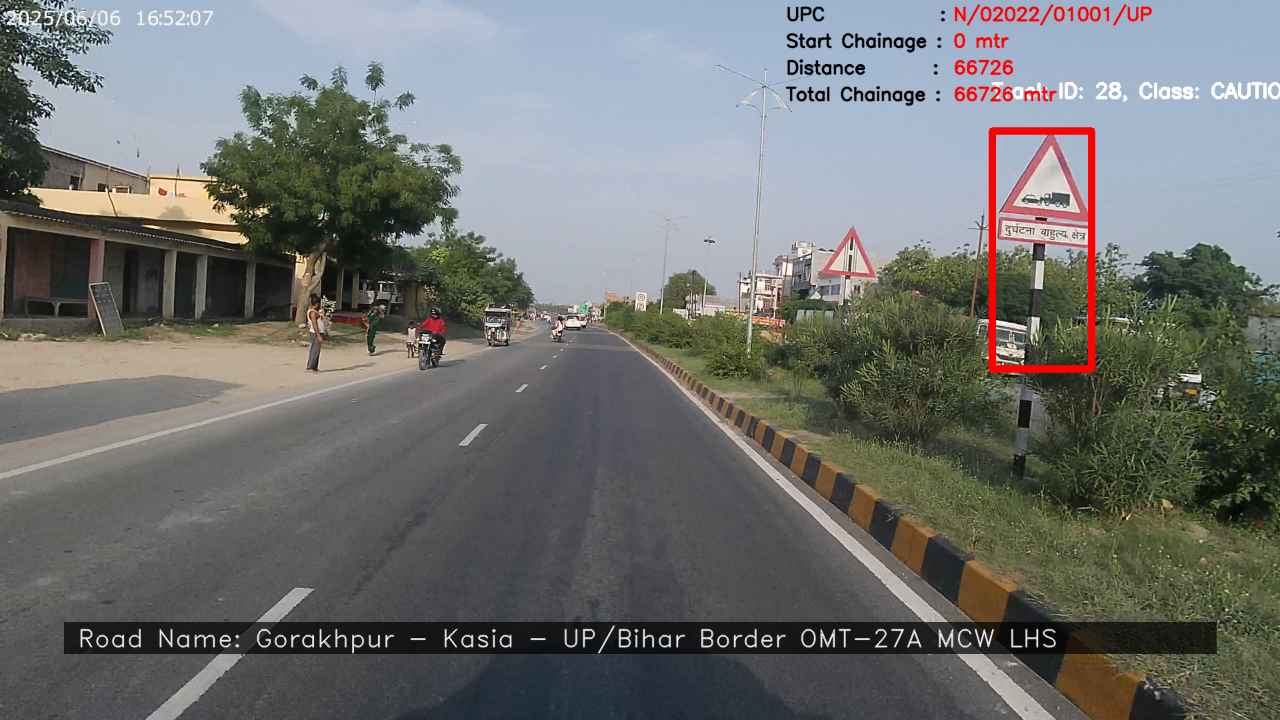 2025/06/06 16:52:07
UPC : N/02022/01001/UP
Start Chainage : 0 mtr
Distance : 66726
Total Chainage : 66726 mtr
Track ID: 28, Class: CAUTIO
दुर्घटना बाहुल्य क्षेत्र
Road Name: Gorakhpur - Kasia - UP/Bihar Border OMT-27A MCW LHS